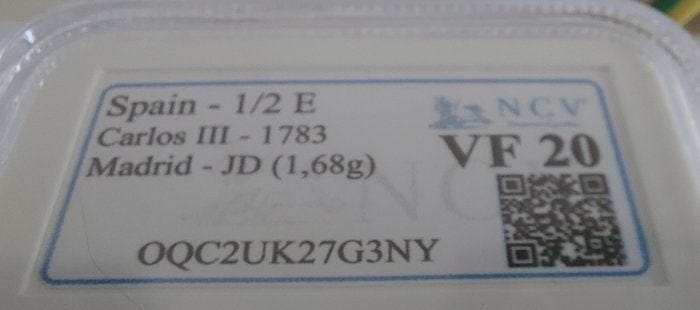 Spain - 1/2 E
Carlos III - 1783
Madrid - JD (1,68g)
NCV
VF 20
OQC2UK27G3NY